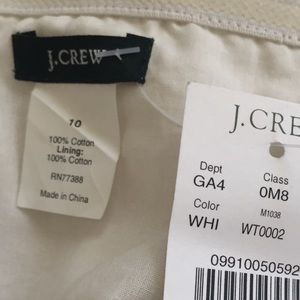 J.CREW
10
100% Cotton
Lining:
100% Cotton
RN77388
Made in China
J.CRE
Dept
Class
GA4
0M8
Color
M1038
WHI
WT0002
09910050592